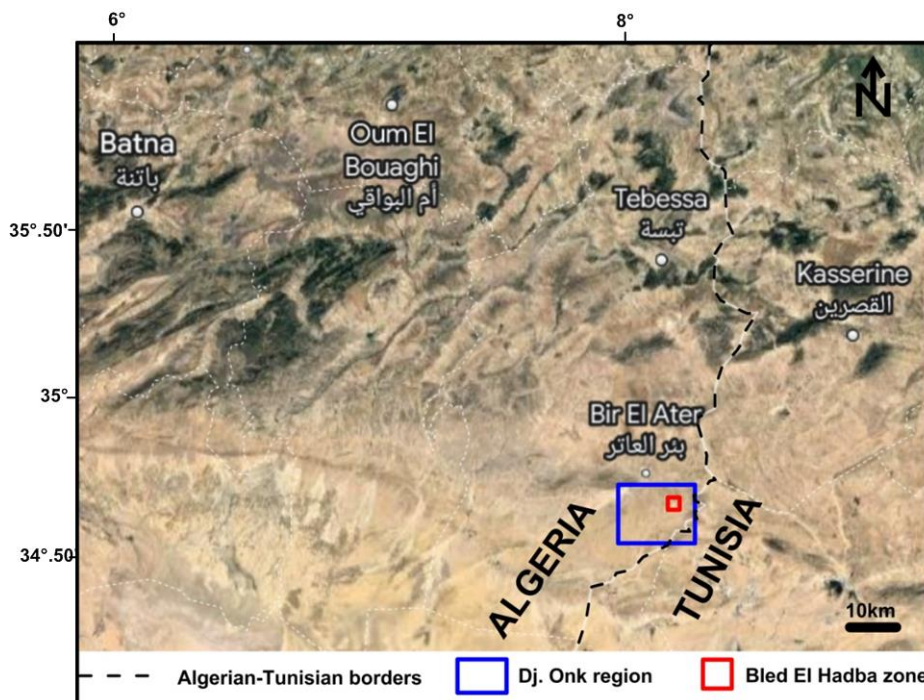 6°
8°
N
Batna
باتنة
Oum El
Bouaghi
أم البواقي
Tebessa
تبسة
35°.50'
Kasserine
القصرين
35°
Bir El Ater
بئر العاتر
34°.50
ALGERIA
TUNISIA
10km
Algerian-Tunisian borders
Dj. Onk region
Bled El Hadba zone